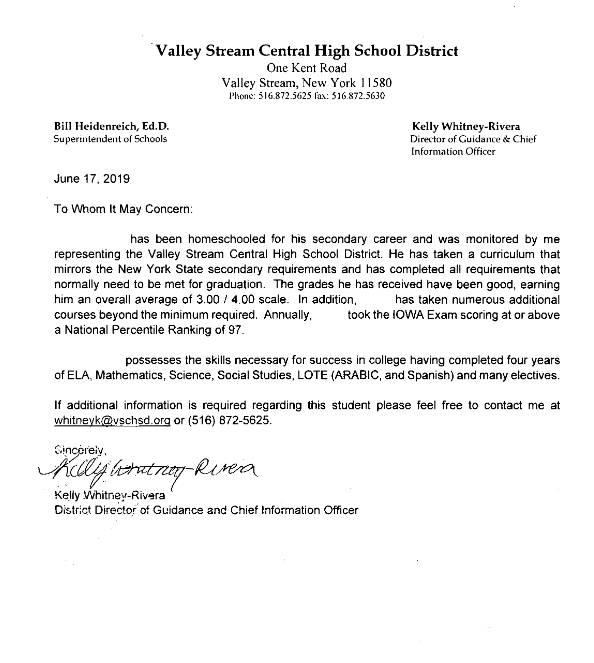 Valley Stream Central High School District
One Kent Road
Valley Stream, New York 11580
Phone: 516.872.5625 fax: 516.872.5630
Bill Heidenreich, Ed.D.
Superintendent of Schools
Kelly Whitney-Rivera
Director of Guidance & Chief
Information Officer
June 17, 2019
To Whom It May Concern:
has been homeschooled for his secondary career and was monitored by me
representing the Valley Stream Central High School District. He has taken a curriculum that
mirrors the New York State secondary requirements and has completed all requirements that
normally need to be met for graduation. The grades he has received have been good, earning
him an overall average of 3.00 / 4.00 scale. In addition, has taken numerous additional
courses beyond the minimum required. Annually, took the IOWA Exam scoring at or above
a National Percentile Ranking of 97.
possesses the skills necessary for success in college having completed four years
of ELA, Mathematics, Science, Social Studies, LOTE (ARABIC, and Spanish) and many electives.
If additional information is required regarding this student please feel free to contact me at
whitneyk@vschsd.org or (516) 872-5625.
Sincerely,
Kelly Whitney-Rivera
Kelly Whitney-Rivera
District Director of Guidance and Chief Information Officer